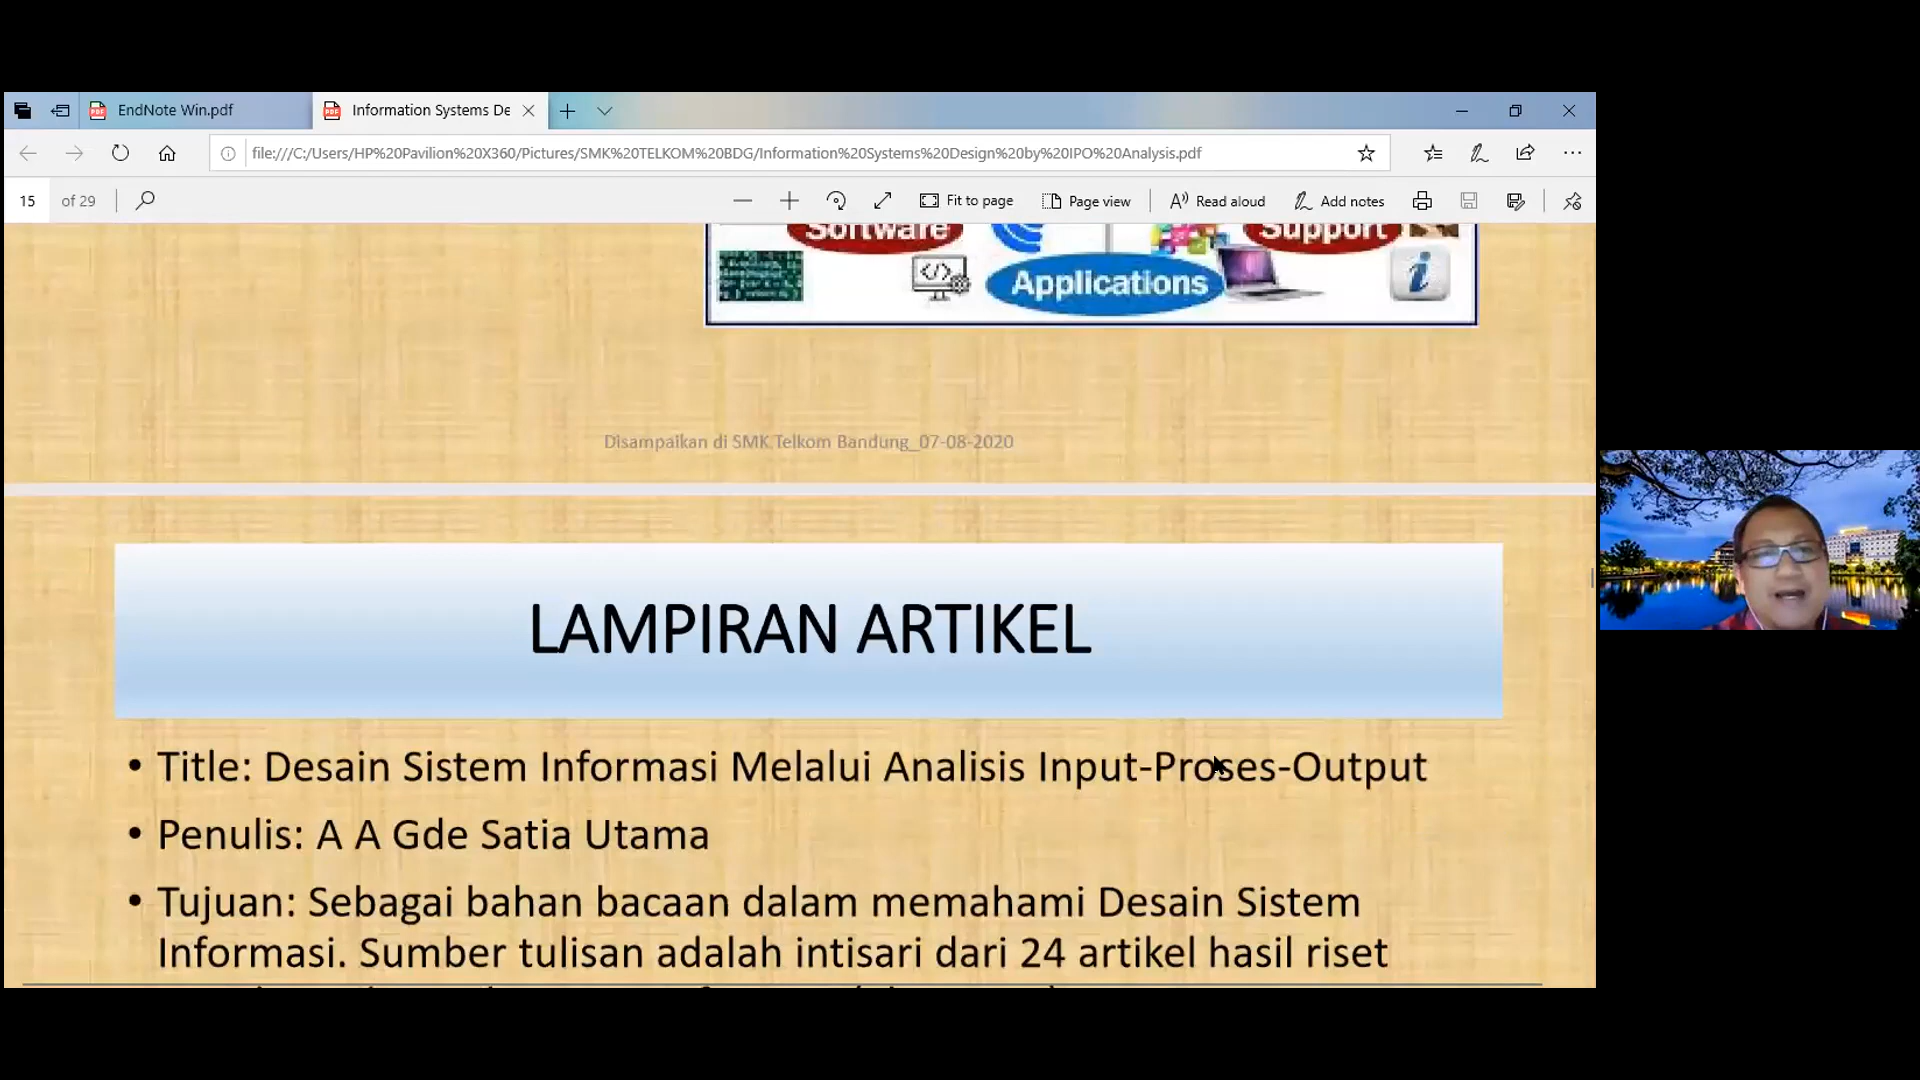 EndNote Win.pdf
Information Systems De
file:///C:/Users/HP%20Pavilion%20X360/Pictures/SMK%20TELKOM%20BDG/Information%20Systems%20Design%20by%20IPO%20Analysis.pdf
15 of 29
Fit to page
Page view
Read aloud
Add notes
Software
Support
Applications
Disampaikan di SMK Telkom Bandung_07-08-2020
LAMPIRAN ARTIKEL
• Title: Desain Sistem Informasi Melalui Analisis Input-Proses-Output
• Penulis: A A Gde Satia Utama
• Tujuan: Sebagai bahan bacaan dalam memahami Desain Sistem
Informasi. Sumber tulisan adalah intisari dari 24 artikel hasil riset